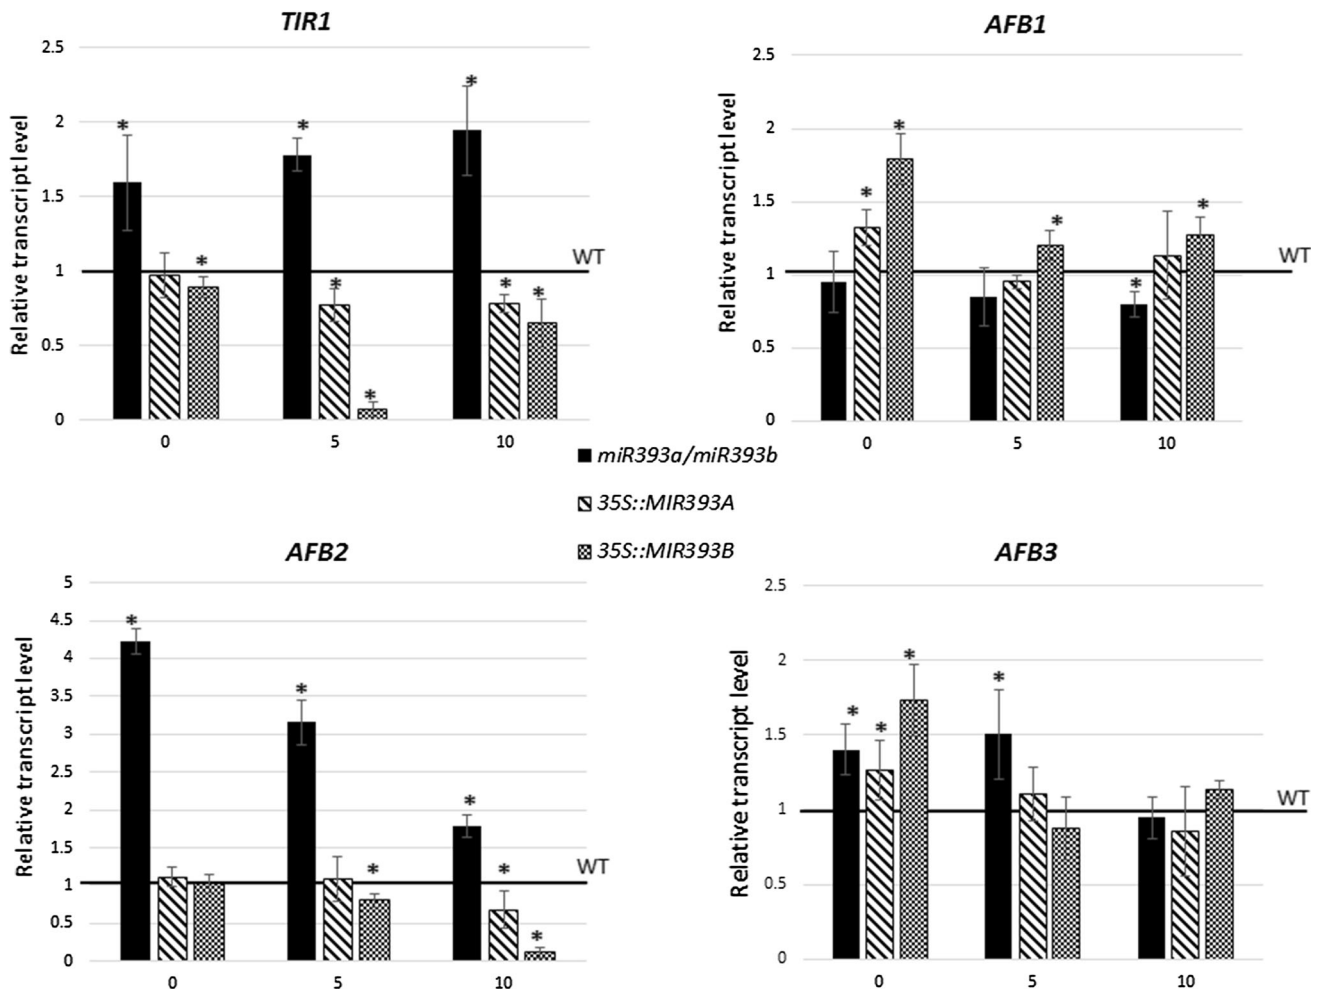 TIR1
2.5
2
1.5
1
0.5
0
Relative transcript level
WT
0 5 10
AFB1
2.5
2
1.5
1
0.5
0
Relative transcript level
WT
0 5 10
miR393a/miR393b
35S::MIR393A
35S::MIR393B
AFB2
5
4.5
4
3.5
3
2.5
2
1.5
1
0.5
0
Relative transcript level
WT
0 5 10
AFB3
2.5
2
1.5
1
0.5
0
Relative transcript level
WT
0 5 10